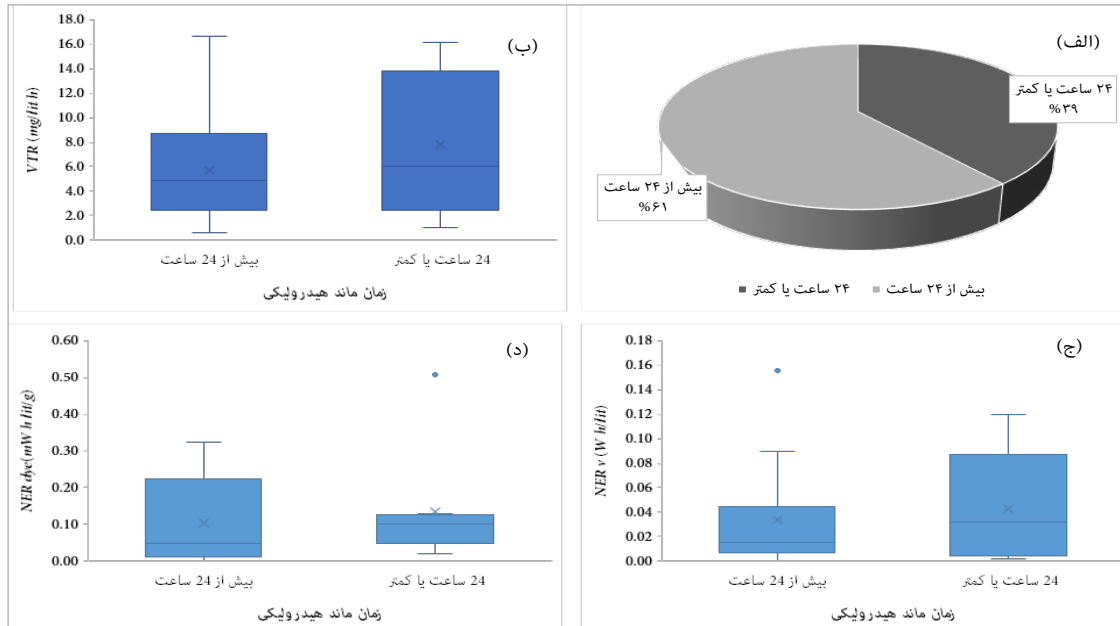 (الف)
۲۴ ساعت یا کمتر
%۳۹
بیش از ۲۴ ساعت
%۶۱
۲۴ ساعت یا کمتر
بیش از ۲۴ ساعت
(ب)
VTR (mg/lit h)
18.0
16.0
14.0
12.0
10.0
8.0
6.0
4.0
2.0
0.0
بیش از 24 ساعت
24 ساعت یا کمتر
زمان ماند هیدرولیکی
(ج)
NER v (W h/lit)
0.18
0.16
0.14
0.12
0.10
0.08
0.06
0.04
0.02
0.00
بیش از 24 ساعت
24 ساعت یا کمتر
زمان ماند هیدرولیکی
(د)
NER dye(mW h lit/g)
0.60
0.50
0.40
0.30
0.20
0.10
0.00
بیش از 24 ساعت
24 ساعت یا کمتر
زمان ماند هیدرولیکی